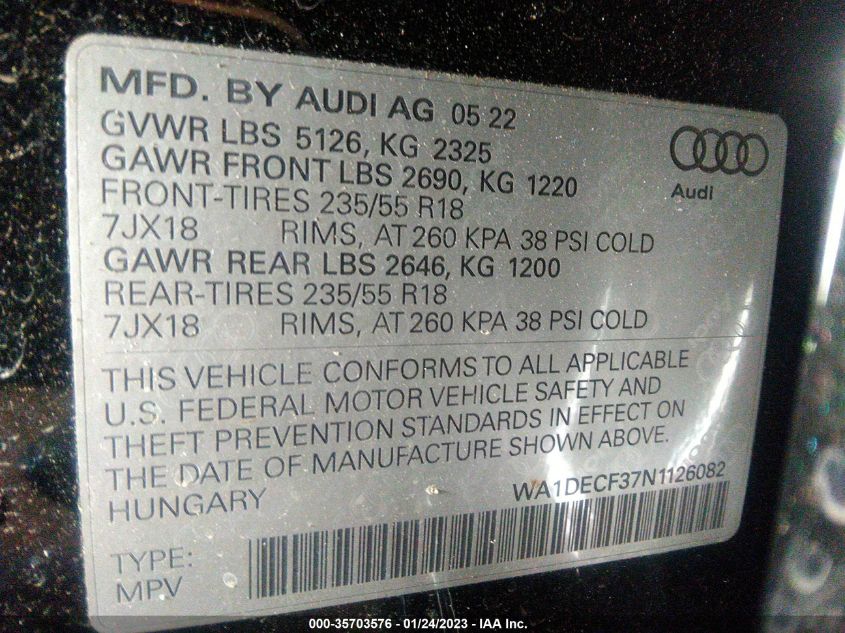 MFD. BY AUDI AG 05 22
GVWR LBS 5126, KG 2325
GAWR FRONT LBS 2690, KG 1220
FRONT-TIRES 235/55 R18
7JX18 RIMS, AT 260 KPA 38 PSI COLD
GAWR REAR LBS 2646, KG 1200
REAR-TIRES 235/55 R18
7JX18 RIMS, AT 260 KPA 38 PSI COLD
Audi
THIS VEHICLE CONFORMS TO ALL APPLICABLE
U.S. FEDERAL MOTOR VEHICLE SAFETY AND
THEFT PREVENTION STANDARDS IN EFFECT ON
THE DATE OF MANUFACTURE SHOWN ABOVE.
HUNGARY
WA1DECF37N1126082
TYPE:
MPV
000-35703576 - 01/24/2023 - IAA Inc.